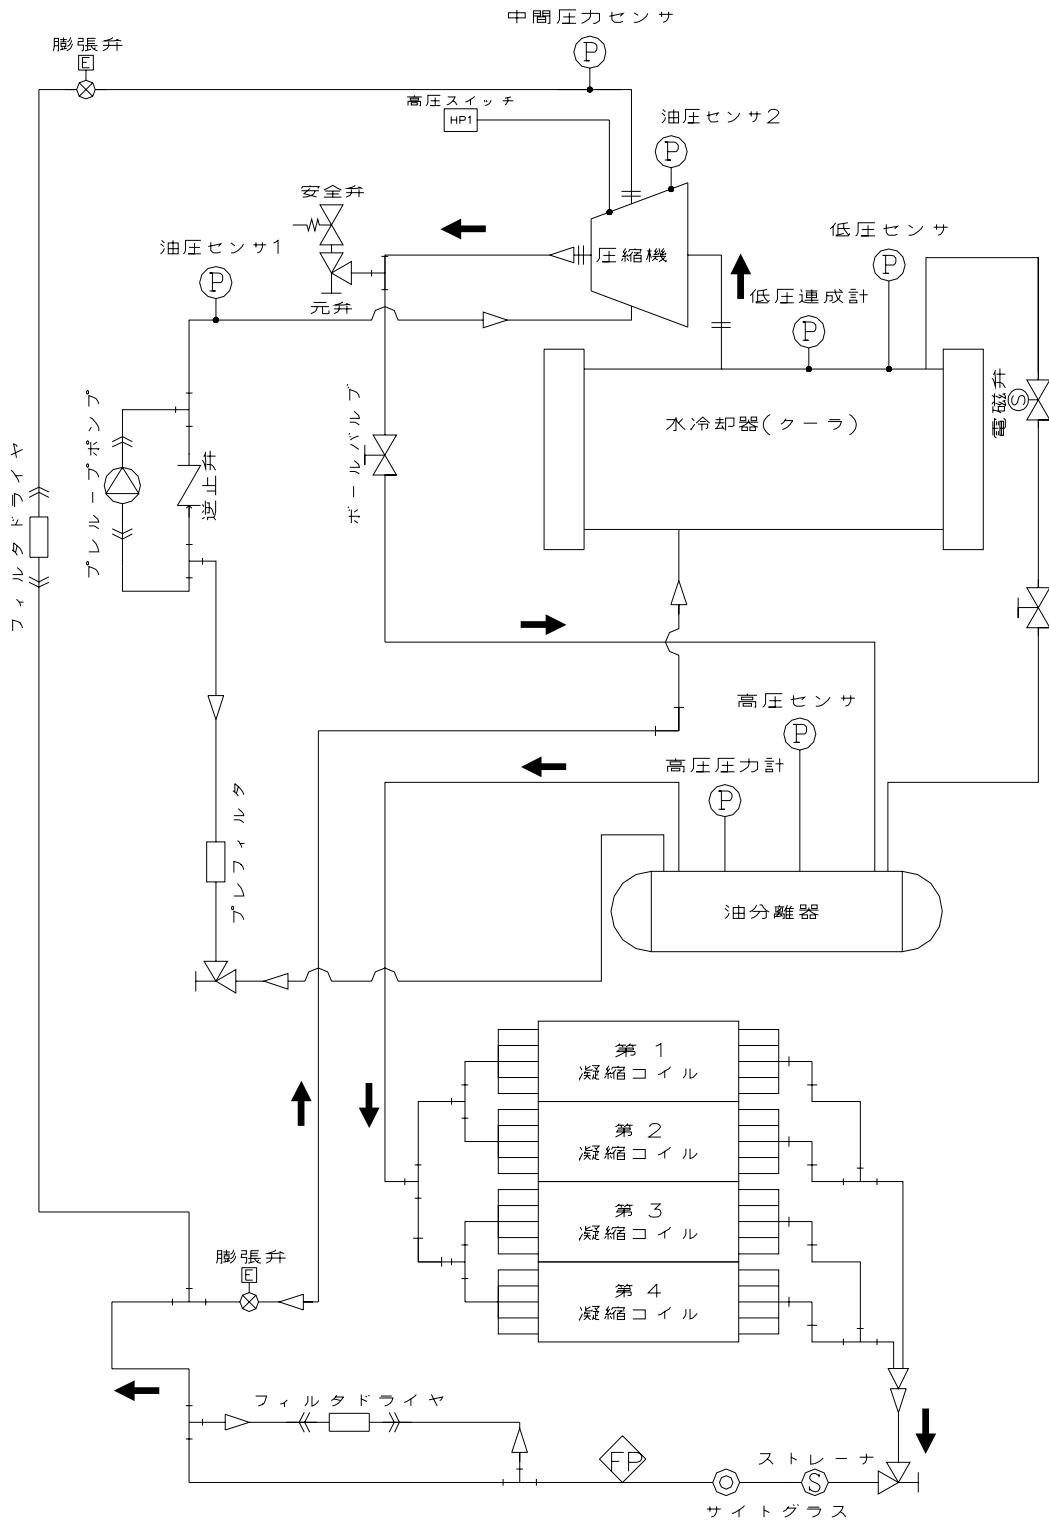 中間圧力センサ
P
膨張弁
E
高圧スイッチ
HP1
油圧センサ2
P
安全弁
油圧センサ1
P
元弁
圧縮機
低圧センサ
P
低圧連成計
P
電磁弁
S
水冷却器(クーラ)
ボールバルブ
プレルーブポンプ
逆止弁
フィルタドライヤ
高圧センサ
P
高圧圧力計
P
プレフィルタ
油分離器
第1
凝縮コイル
第2
凝縮コイル
第3
凝縮コイル
第4
凝縮コイル
膨張弁
E
フィルタドライヤ
FP
ストレーナ
S
サイトグラス